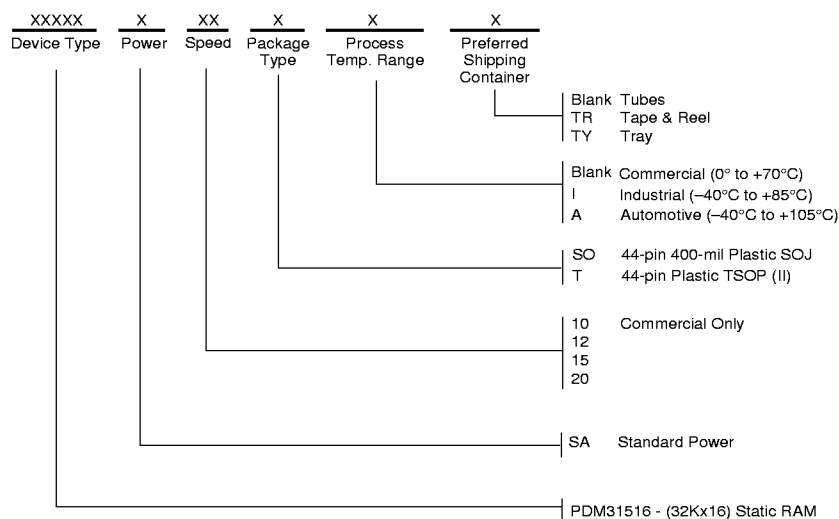 XXXXX X XX X X X
Device Type Power Speed Package Type Process Temp. Range Preferred Shipping Container
Blank Tubes
TR Tape & Reel
TY Tray
Blank Commercial (0° to +70°C)
I Industrial (–40°C to +85°C)
A Automotive (–40°C to +105°C)
SO 44-pin 400-mil Plastic SOJ
T 44-pin Plastic TSOP (II)
10 Commercial Only
12
15
20
SA Standard Power
PDM31516 - (32Kx16) Static RAM